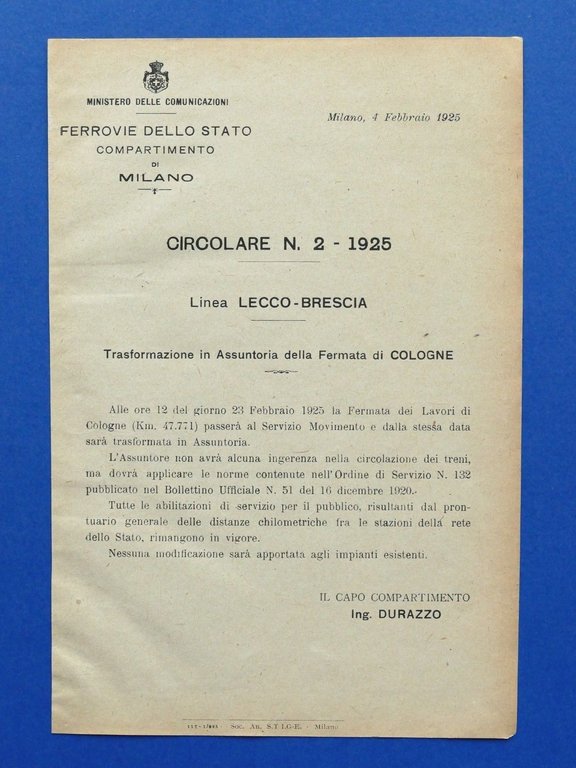 MINISTERO DELLE COMUNICAZIONI
FERROVIE DELLO STATO
COMPARTIMENTO
DI
MILANO
Milano, 4 Febbraio 1925
CIRCOLARE N. 2 - 1925
Linea LECCO-BRESCIA
Trasformazione in Assuntoria della Fermata di COLOGNE
Alle ore 12 del giorno 23 Febbraio 1925 la Fermata dei Lavori di
Cologne (Km. 47.771) passerà al Servizio Movimento e dalla stessa data
sarà trasformata in Assuntoria.
L'Assuntore non avrà alcuna ingerenza nella circolazione dei treni,
ma dovrà applicare le norme contenute nell'Ordine di Servizio N. 132
pubblicato nel Bollettino Ufficiale N. 51 del 16 dicembre 1920.
Tutte le abilitazioni di servizio per il pubblico, risultanti dal pron-
tuario generale delle distanze chilometriche fra le stazioni della rete
dello Stato, rimangono in vigore.
Nessuna modificazione sarà apportata agli impianti esistenti.
IL CAPO COMPARTIMENTO
Ing. DURAZZO
Soc. An. S.T.I.G.E. - Milano